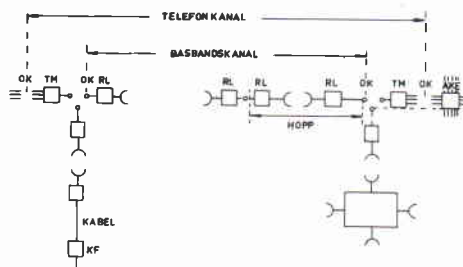 TELEFONKANAL
BASBANDSKANAL
OK TM OK RL RL RL RL OK TM OK AKE
HOPP
KABEL
KF